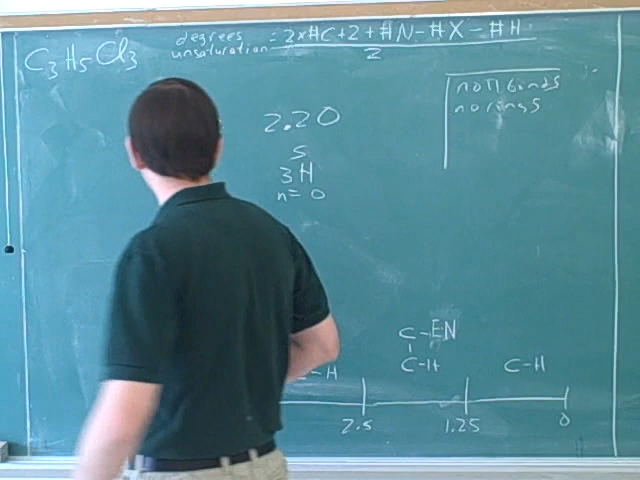 C3H5Cl3
degrees unsaturation = 2×#C+2+#N-#X-#H
2
no π bonds
no rings
2.20
s
3H
n=0
C-EN
C-H
C-H
-H
2.5
1.25
0